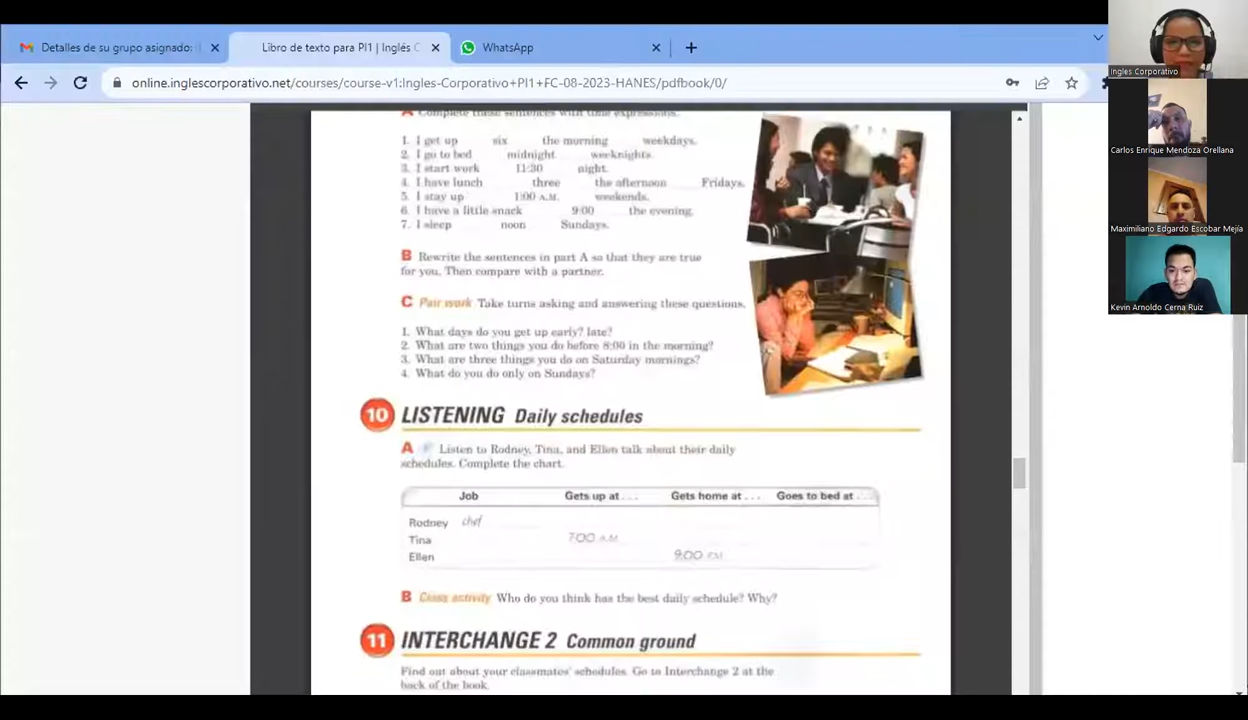 Detalles de su grupo asignado:
Libro de texto para PI1 | Inglés C
WhatsApp
online.inglescorporativo.net/courses/course-v1:Ingles-Corporativo+PI1+FC-08-2023-HANES/pdfbook/0/
A Complete these sentences with time expressions.
1. I get up six the morning weekdays.
2. I go to bed midnight weeknights.
3. I start work 11:30 night.
4. I have lunch three the afternoon Fridays.
5. I stay up 1:00 A.M. weekends.
6. I have a little snack 9:00 the evening.
7. I sleep noon Sundays.
B Rewrite the sentences in part A so that they are true
for you. Then compare with a partner.
C Pair work Take turns asking and answering these questions.
1. What days do you get up early? late?
2. What are two things you do before 8:00 in the morning?
3. What are three things you do on Saturday mornings?
4. What do you do only on Sundays?
10 LISTENING Daily schedules
A Listen to Rodney, Tina, and Ellen talk about their daily
schedules. Complete the chart.
Job Gets up at ... Gets home at ... Goes to bed at ...
Rodney chef
Tina 7:00 A.M.
Ellen 9:00 P.M.
B Class activity Who do you think has the best daily schedule? Why?
11 INTERCHANGE 2 Common ground
Find out about your classmates' schedules. Go to Interchange 2 at the
back of the book.
Ingles Corporativo
Carlos Enrique Mendoza Orellana
Maximiliano Edgardo Escobar Mejía
Kevin Arnoldo Cerna Ruiz